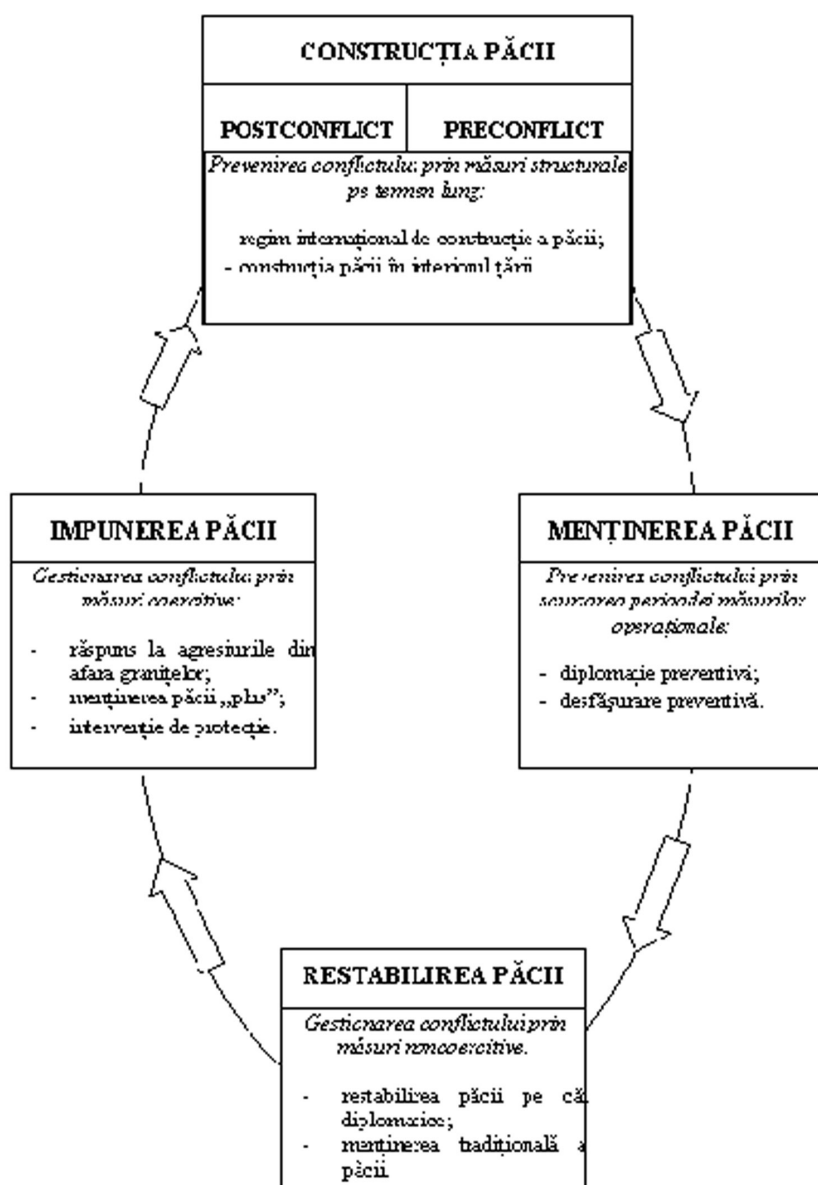 CONSTRUCȚIA PĂCII
POSTCONFLICT
PRECONFLICT
Prevenirea conflictului prin măsuri structurale
pe termen lung:
regim internațional de construcție a păcii;
- construcția păcii în interiorul țării
IMPUNEREA PĂCII
Gestionarea conflictului prin
măsuri coercitive:
- răspuns la agresiunile din
afara granițelor;
- menținerea păcii „plus”;
- intervenție de protecție.
MENȚINEREA PĂCII
Prevenirea conflictului prin
scurtarea perioadei măsurilor
operaționale:
- diplomație preventivă;
- desfășurare preventivă.
RESTABILIREA PĂCII
Gestionarea conflictului prin
măsuri noncoercitive.
- restabilirea păcii pe căi
diplomatice;
- menținerea tradițională a
păcii.